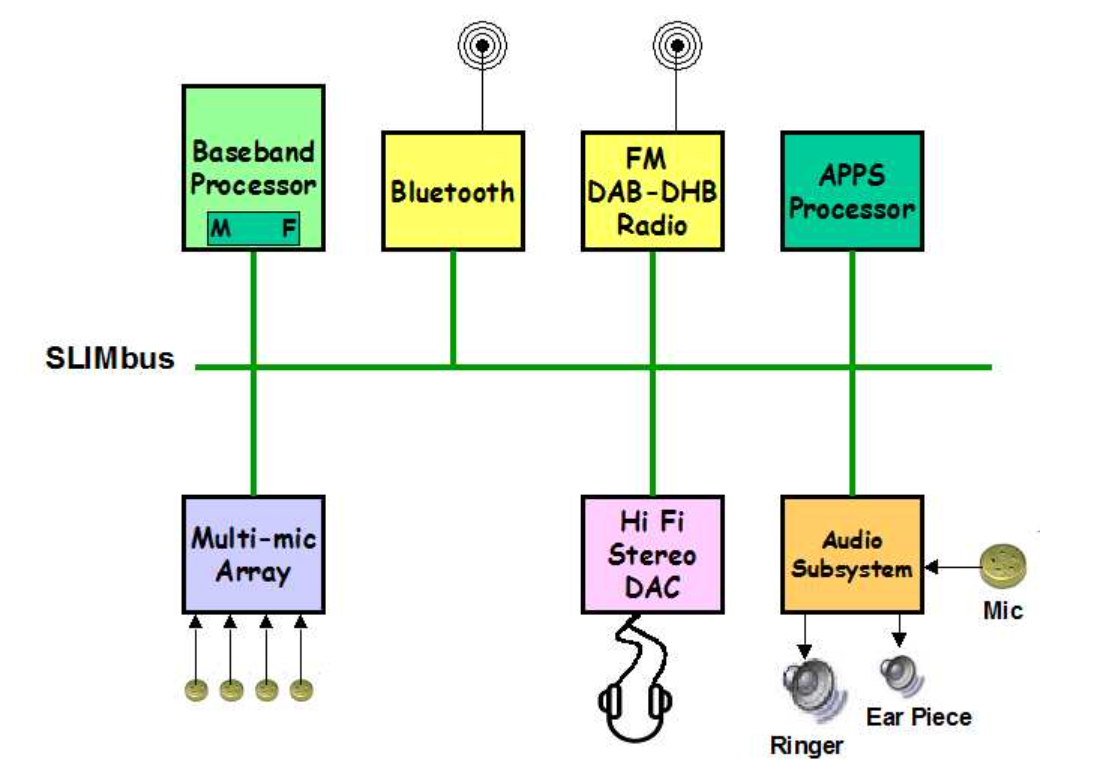 Baseband
Processor
M F
Bluetooth
FM
DAB-DHB
Radio
APPS
Processor
SLIMbus
Multi-mic
Array
Hi Fi
Stereo
DAC
Audio
Subsystem
Mic
Ear Piece
Ringer